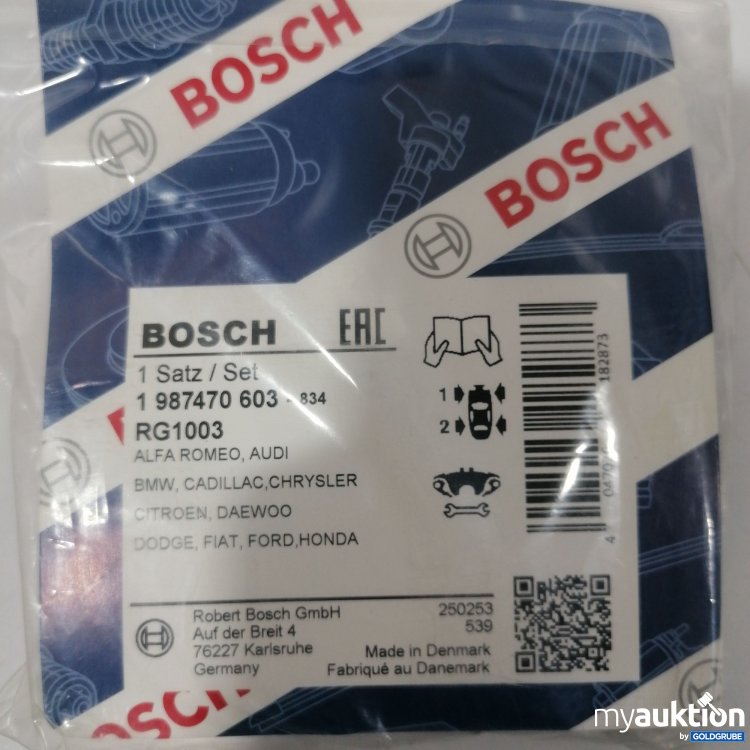 BOSCH
BOSCH
BOSCH EAC
1 Satz / Set
1 987470 603 - 834
RG1003
ALFA ROMEO, AUDI
BMW, CADILLAC,CHRYSLER
CITROEN, DAEWOO
DODGE, FIAT, FORD,HONDA
1
2
182873
Robert Bosch GmbH
Auf der Breit 4
76227 Karlsruhe
Germany
250253
539
Made in Denmark
Fabriqué au Danemark
BOSCH
myauktion
by GOLDGRUBE